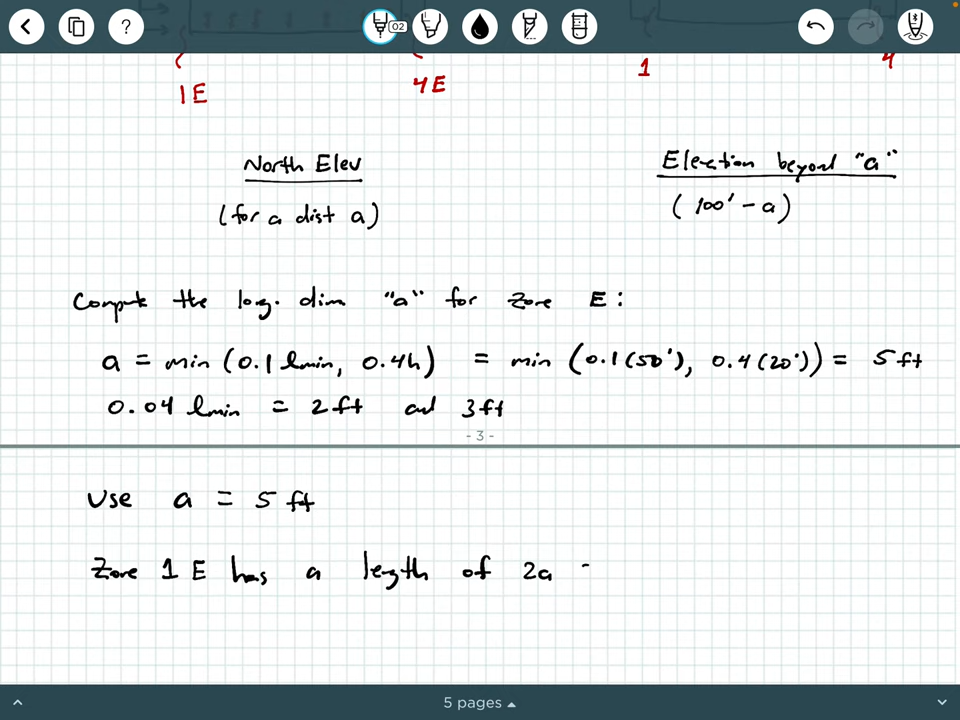 ?
02
1E
4E
1
4
North Elev
(for a dist a)
Elevation beyond "a"
(100' - a)
Compute the long. dim. "a" for zone E:
a = min (0.1 lmin, 0.4h) = min (0.1(50'), 0.4(20')) = 5 ft
0.04 lmin = 2 ft and 3 ft
- 3 -
Use a = 5 ft
Zone 1 E has a length of 2a
5 pages